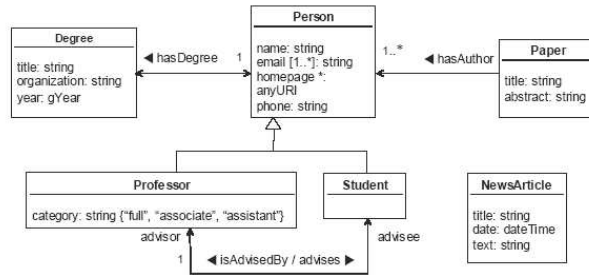 Person
name: string
email [1..*]: string
homepage *:
anyURI
phone: string
Degree
title: string
organization: string
year: gYear
◄ hasDegree
1
1..*
◄ hasAuthor
Paper
title: string
abstract: string
Professor
category: string {“full”, “associate”, “assistant”}
Student
NewsArticle
title: string
date: dateTime
text: string
advisor
advisee
1
◄ isAdvisedBy / advises ►